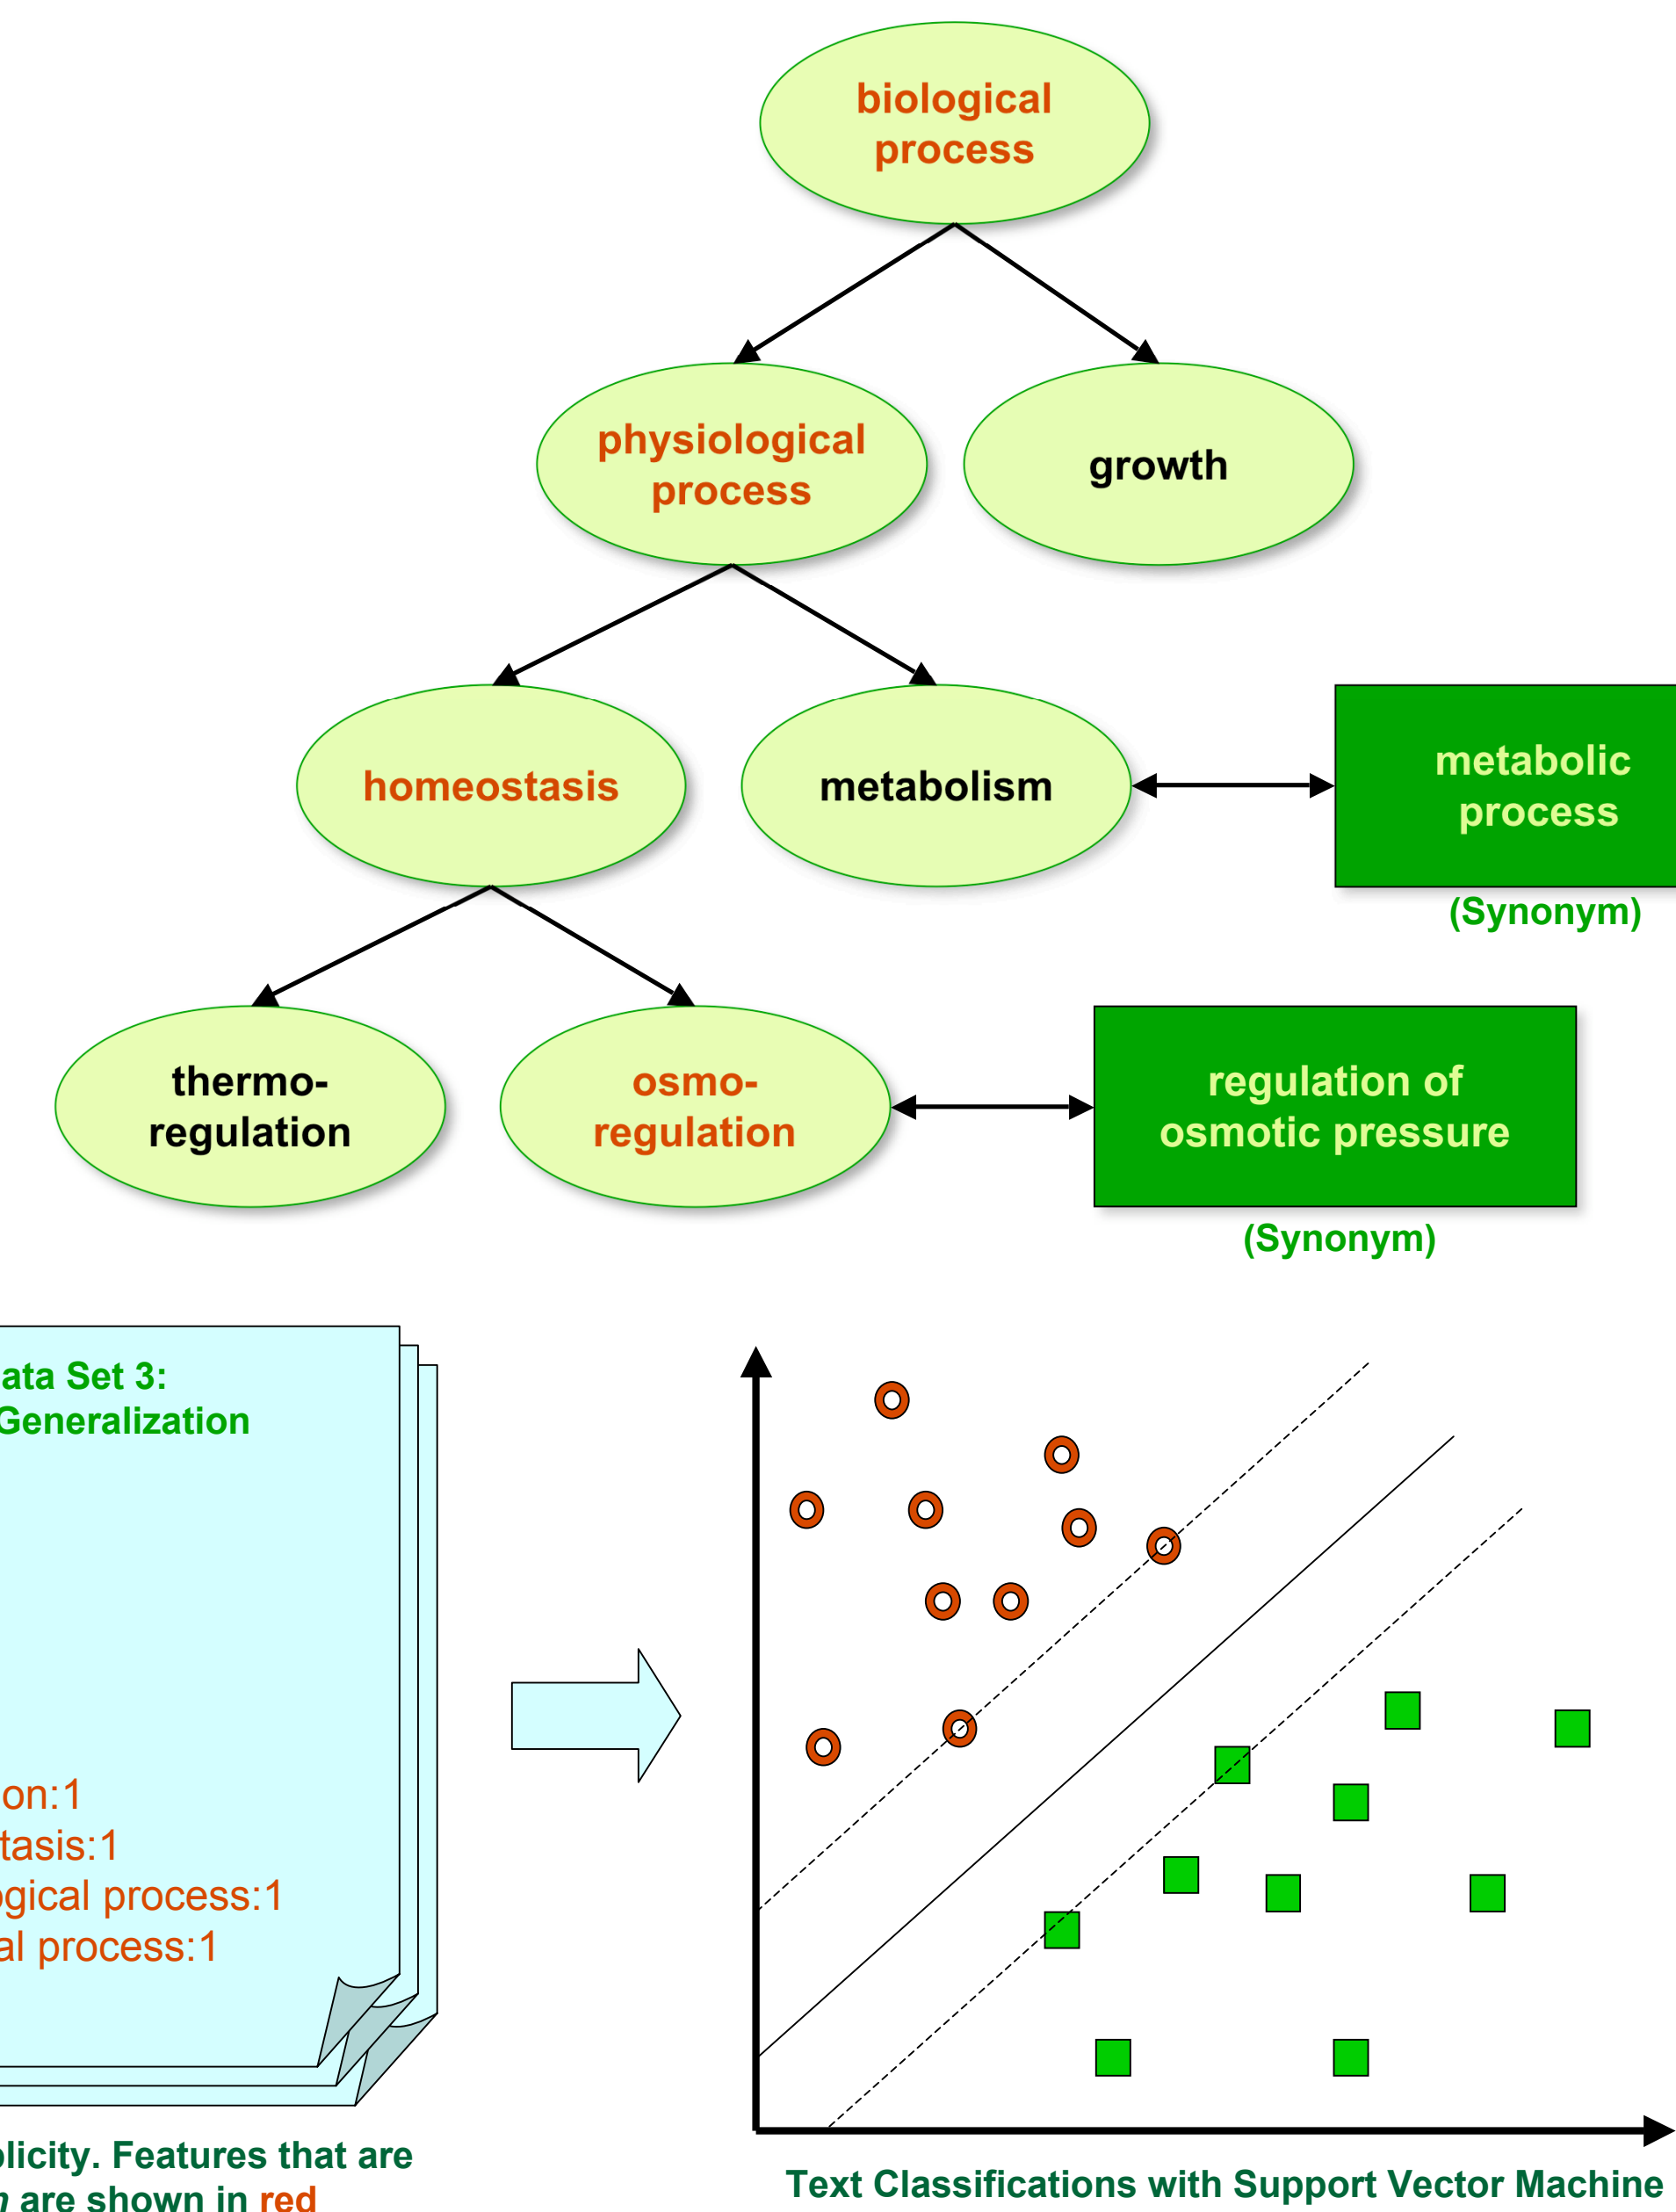 biological
process
physiological
process
growth
homeostasis
metabolism
metabolic
process
(Synonym)
thermo-
regulation
osmo-
regulation
regulation of
osmotic pressure
(Synonym)
ata Set 3:
Generalization
on:1
tasis:1
ogical process:1
al process:1
licity. Features that are
are shown in red
Text Classifications with Support Vector Machine